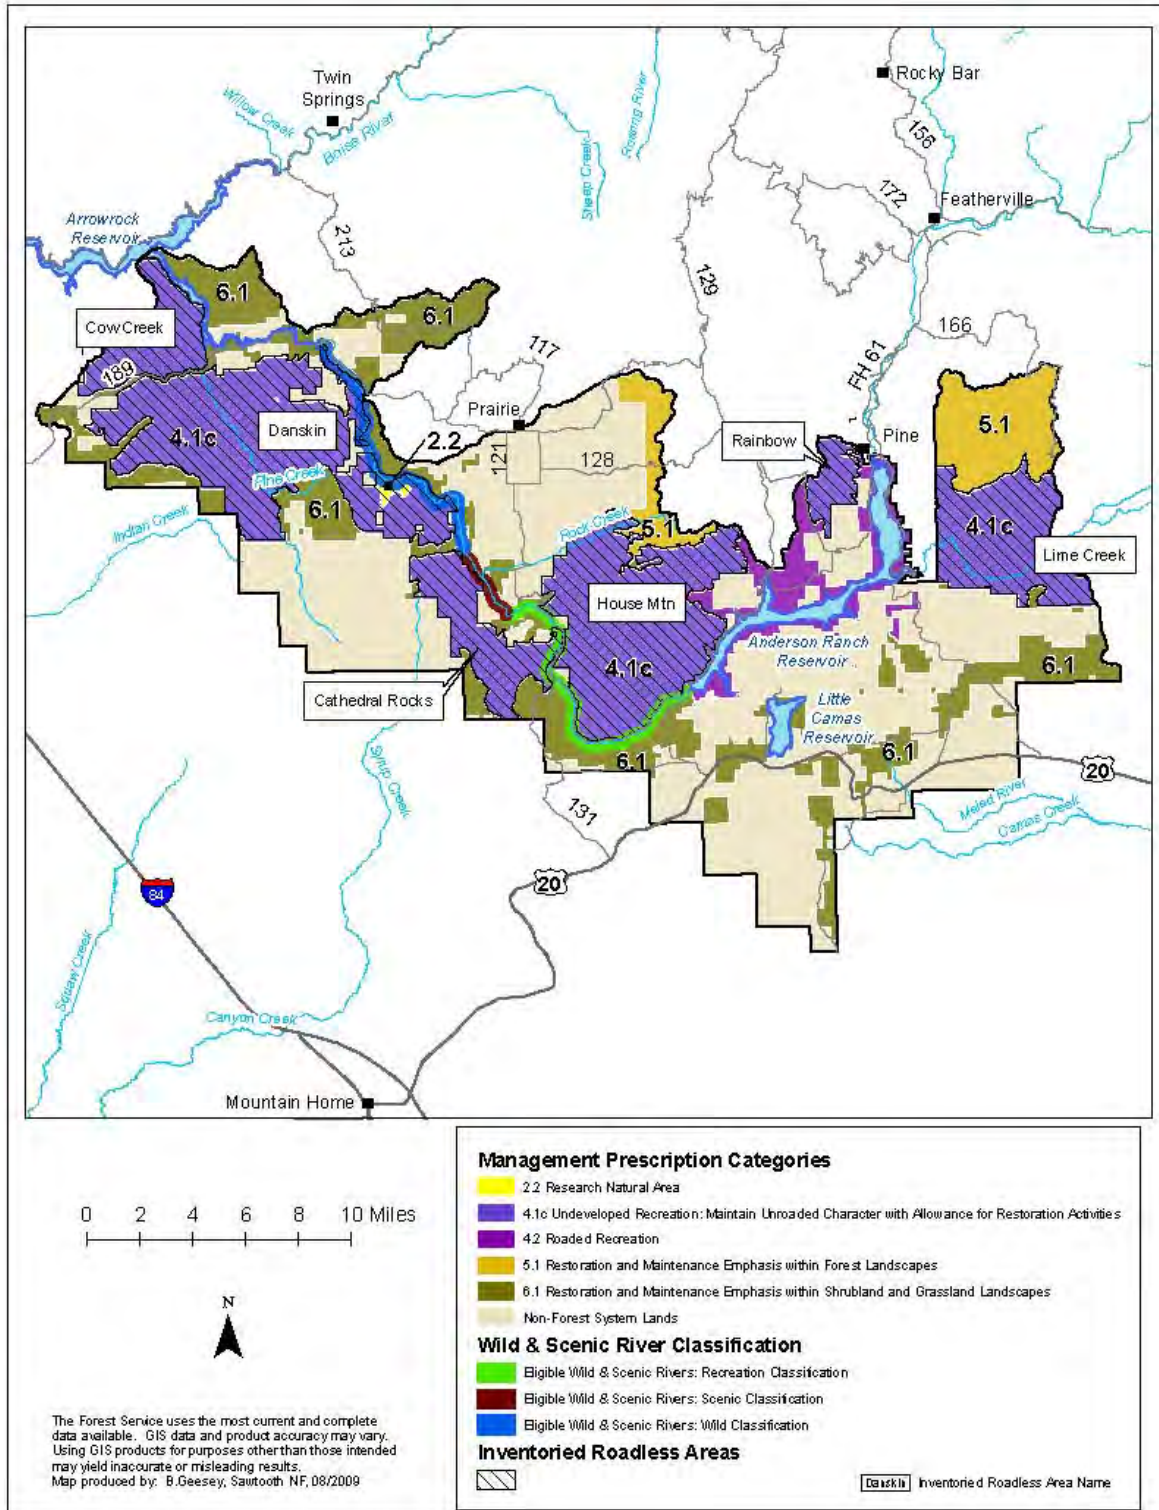 Rocky Bar
Twin
Springs
Willow Creek
Boise River
Roaring River
Sheep Creek
156
172
Featherville
Arrowrock
Reservoir
213
129
6.1
6.1
Cow Creek
166
117
FH 61
189
Prairie
Danskin
4.1c
2.2
121
128
Rainbow
Pine
5.1
Pine Creek
6.1
Indian Creek
Rock Creek
5.1
4.1c
Lime Creek
House Mtn
Anderson Ranch
Reservoir
4.1c
6.1
Cathedral Rocks
Little
Camas
Reservoir
6.1
6.1
20
Syrup Creek
131
Malad River
Camas Creek
20
84
Squaw Creek
Canyon Creek
Mountain Home
0 2 4 6 8 10 Miles
N
The Forest Service uses the most current and complete
data available. GIS data and product accuracy may vary.
Using GIS products for purposes other than those intended
may yield inaccurate or misleading results.
Map produced by: B.Geesey, Sawtooth NF, 08/2009
Management Prescription Categories
2.2 Research Natural Area
4.1c Undeveloped Recreation: Maintain Unroaded Character with Allowance for Restoration Activities
4.2 Roaded Recreation
5.1 Restoration and Maintenance Emphasis within Forest Landscapes
6.1 Restoration and Maintenance Emphasis within Shrubland and Grassland Landscapes
Non-Forest System Lands
Wild & Scenic River Classification
Eligible Wild & Scenic Rivers: Recreation Classification
Eligible Wild & Scenic Rivers: Scenic Classification
Eligible Wild & Scenic Rivers: Wild Classification
Inventoried Roadless Areas
Danskin Inventoried Roadless Area Name